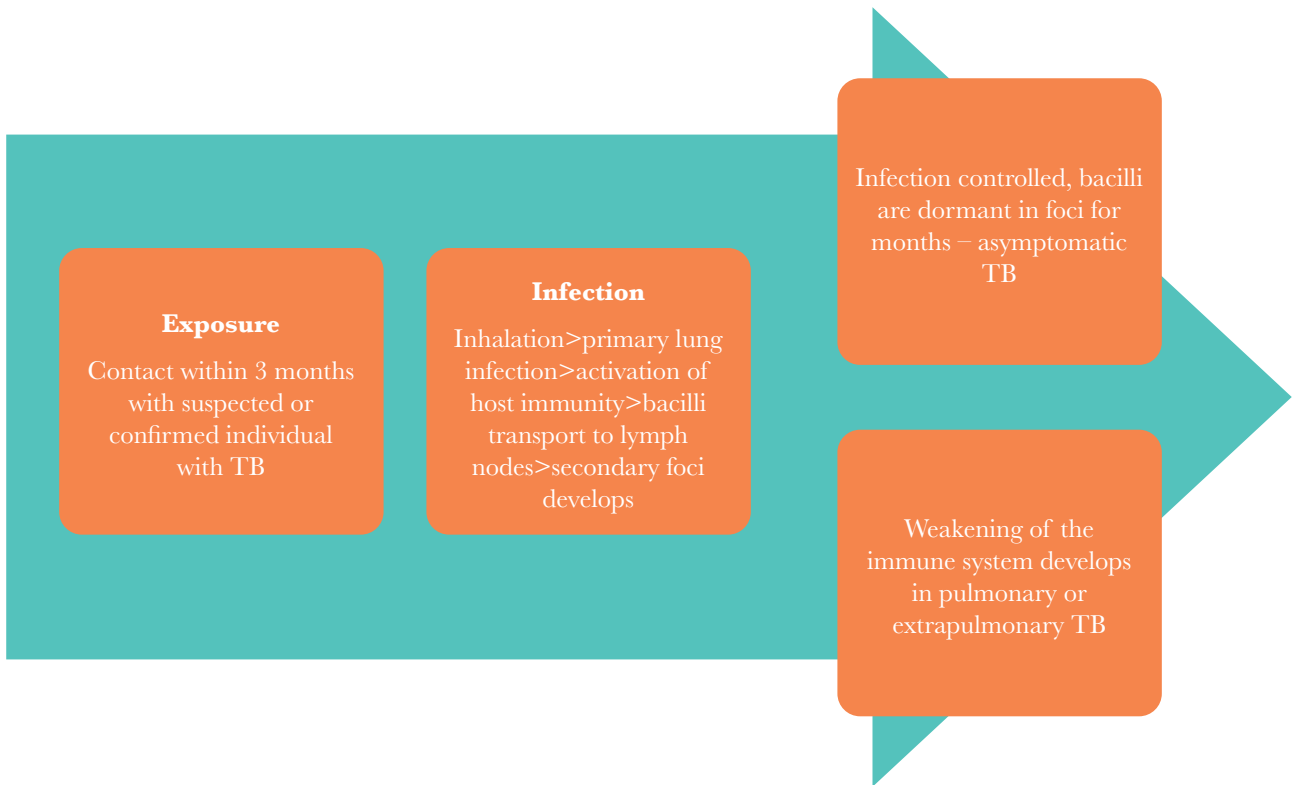 Exposure
Contact within 3 months
with suspected or
confirmed individual
with TB
Infection
Inhalation>primary lung
infection>activation of
host immunity>bacilli
transport to lymph
nodes>secondary foci
develops
Infection controlled, bacilli
are dormant in foci for
months – asymptomatic
TB
Weakening of the
immune system develops
in pulmonary or
extrapulmonary TB